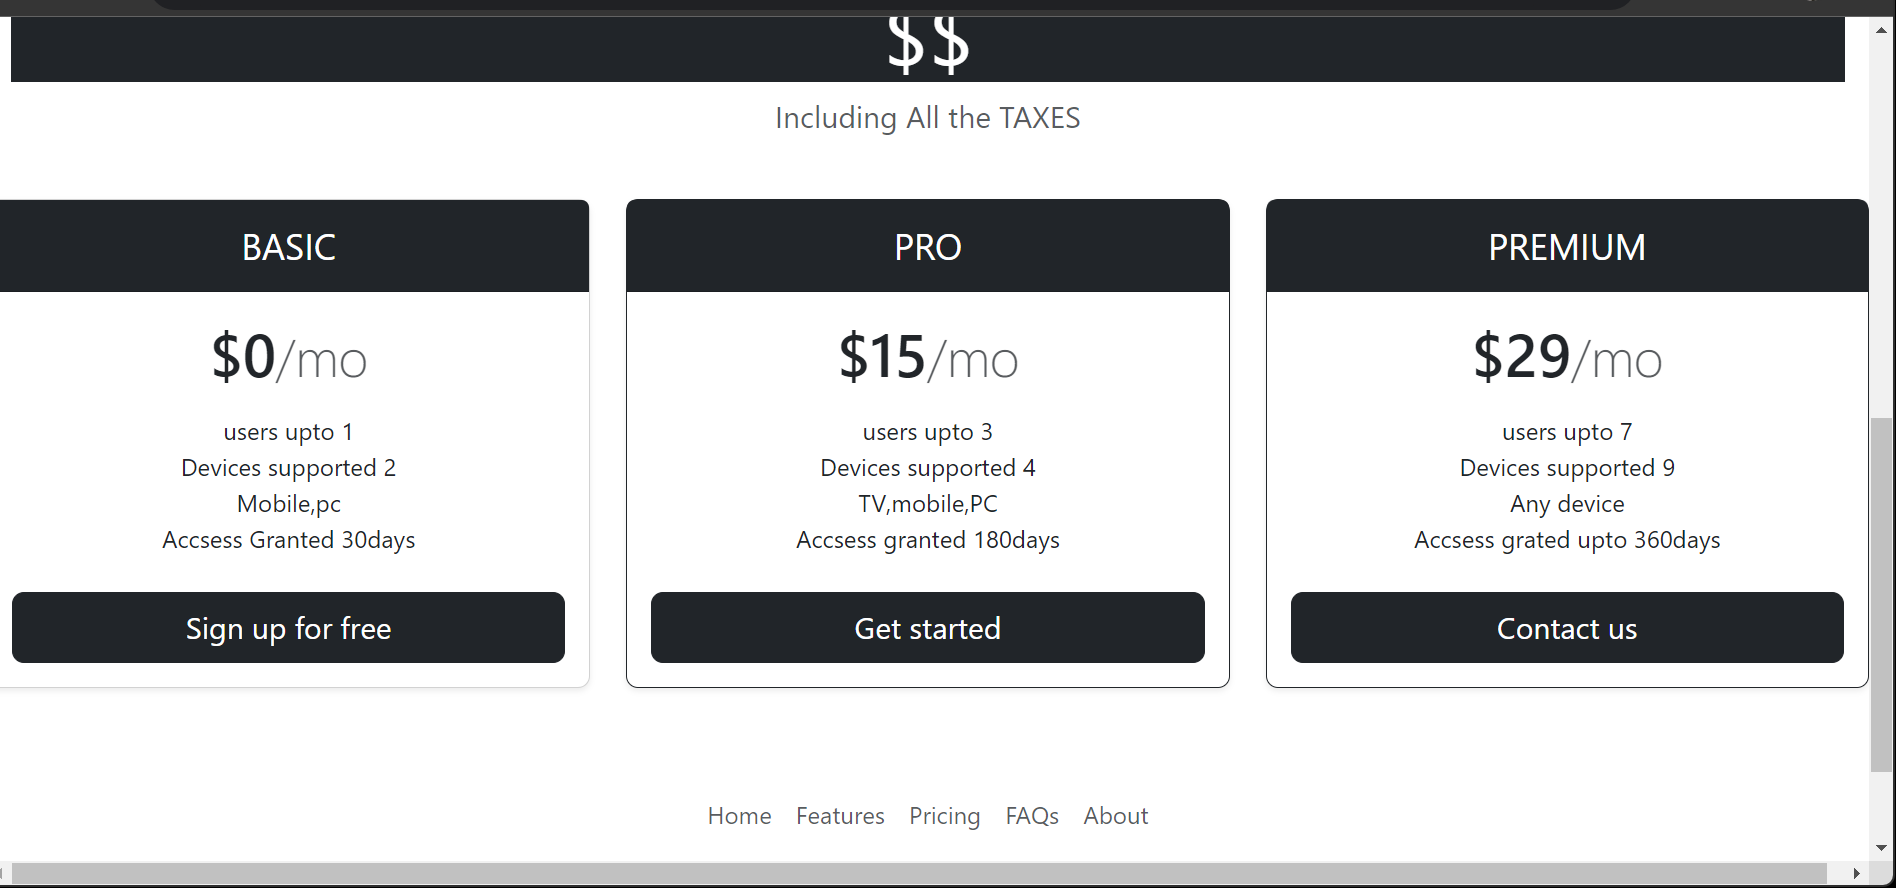 $$
Including All the TAXES
BASIC
$0/mo
users upto 1
Devices supported 2
Mobile,pc
Accsess Granted 30days
Sign up for free
PRO
$15/mo
users upto 3
Devices supported 4
TV,mobile,PC
Accsess granted 180days
Get started
PREMIUM
$29/mo
users upto 7
Devices supported 9
Any device
Accsess grated upto 360days
Contact us
Home Features Pricing FAQs About